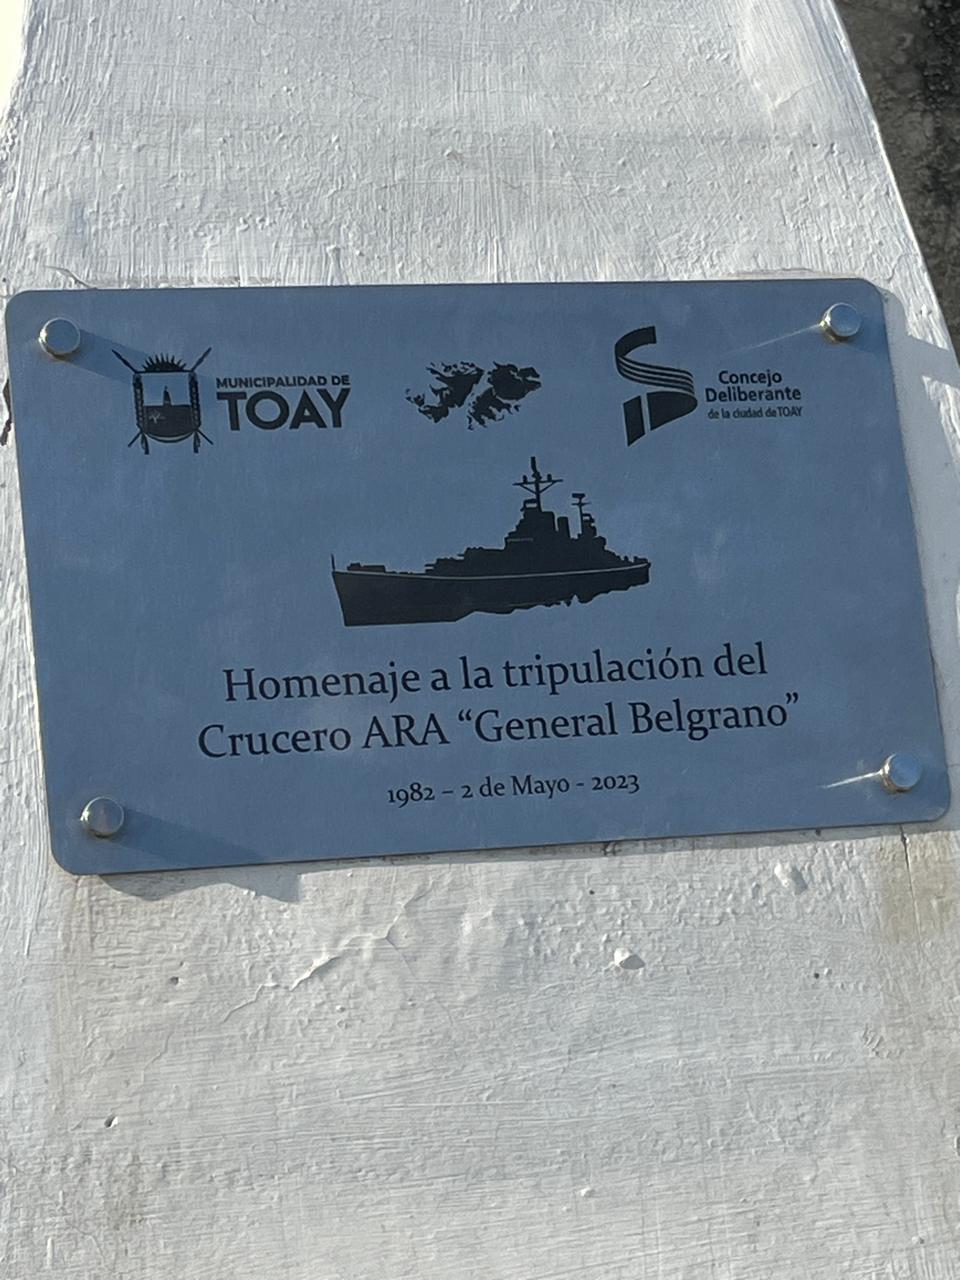 MUNICIPALIDAD DE
TOAY
Concejo
Deliberante
de la ciudad de TOAY
Homenaje a la tripulación del
Crucero ARA “General Belgrano”
1982 – 2 de Mayo - 2023